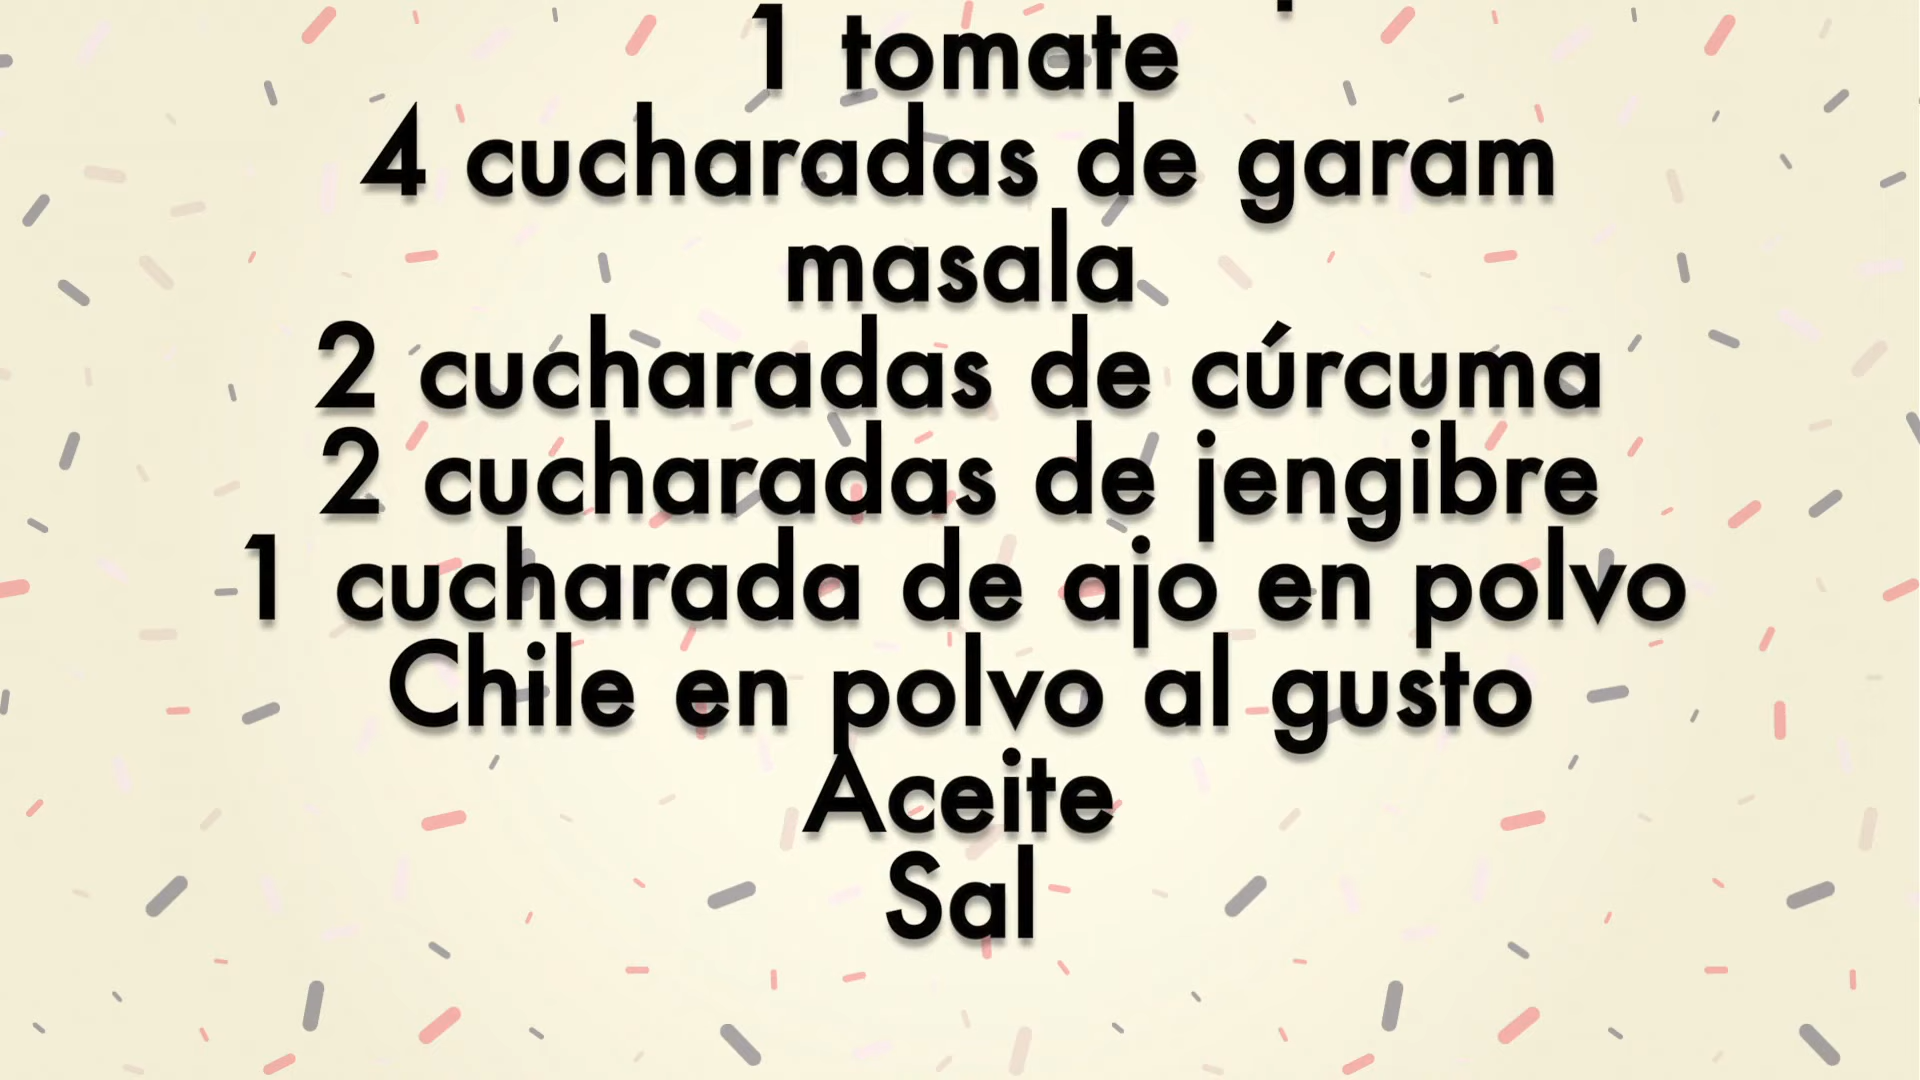 1 tomate
4 cucharadas de garam
masala
2 cucharadas de cúrcuma
2 cucharadas de jengibre
1 cucharada de ajo en polvo
Chile en polvo al gusto
Aceite
Sal